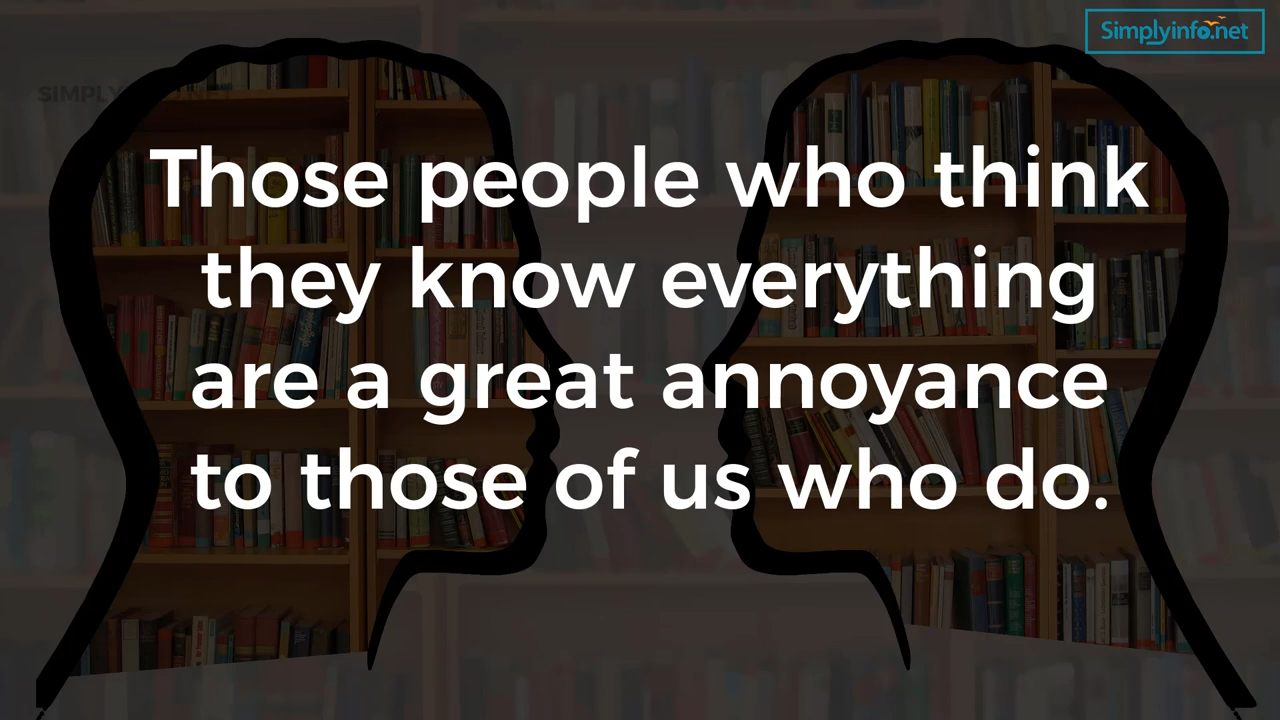 Simplyinfo.net
Those people who think
they know everything
are a great annoyance
to those of us who do.